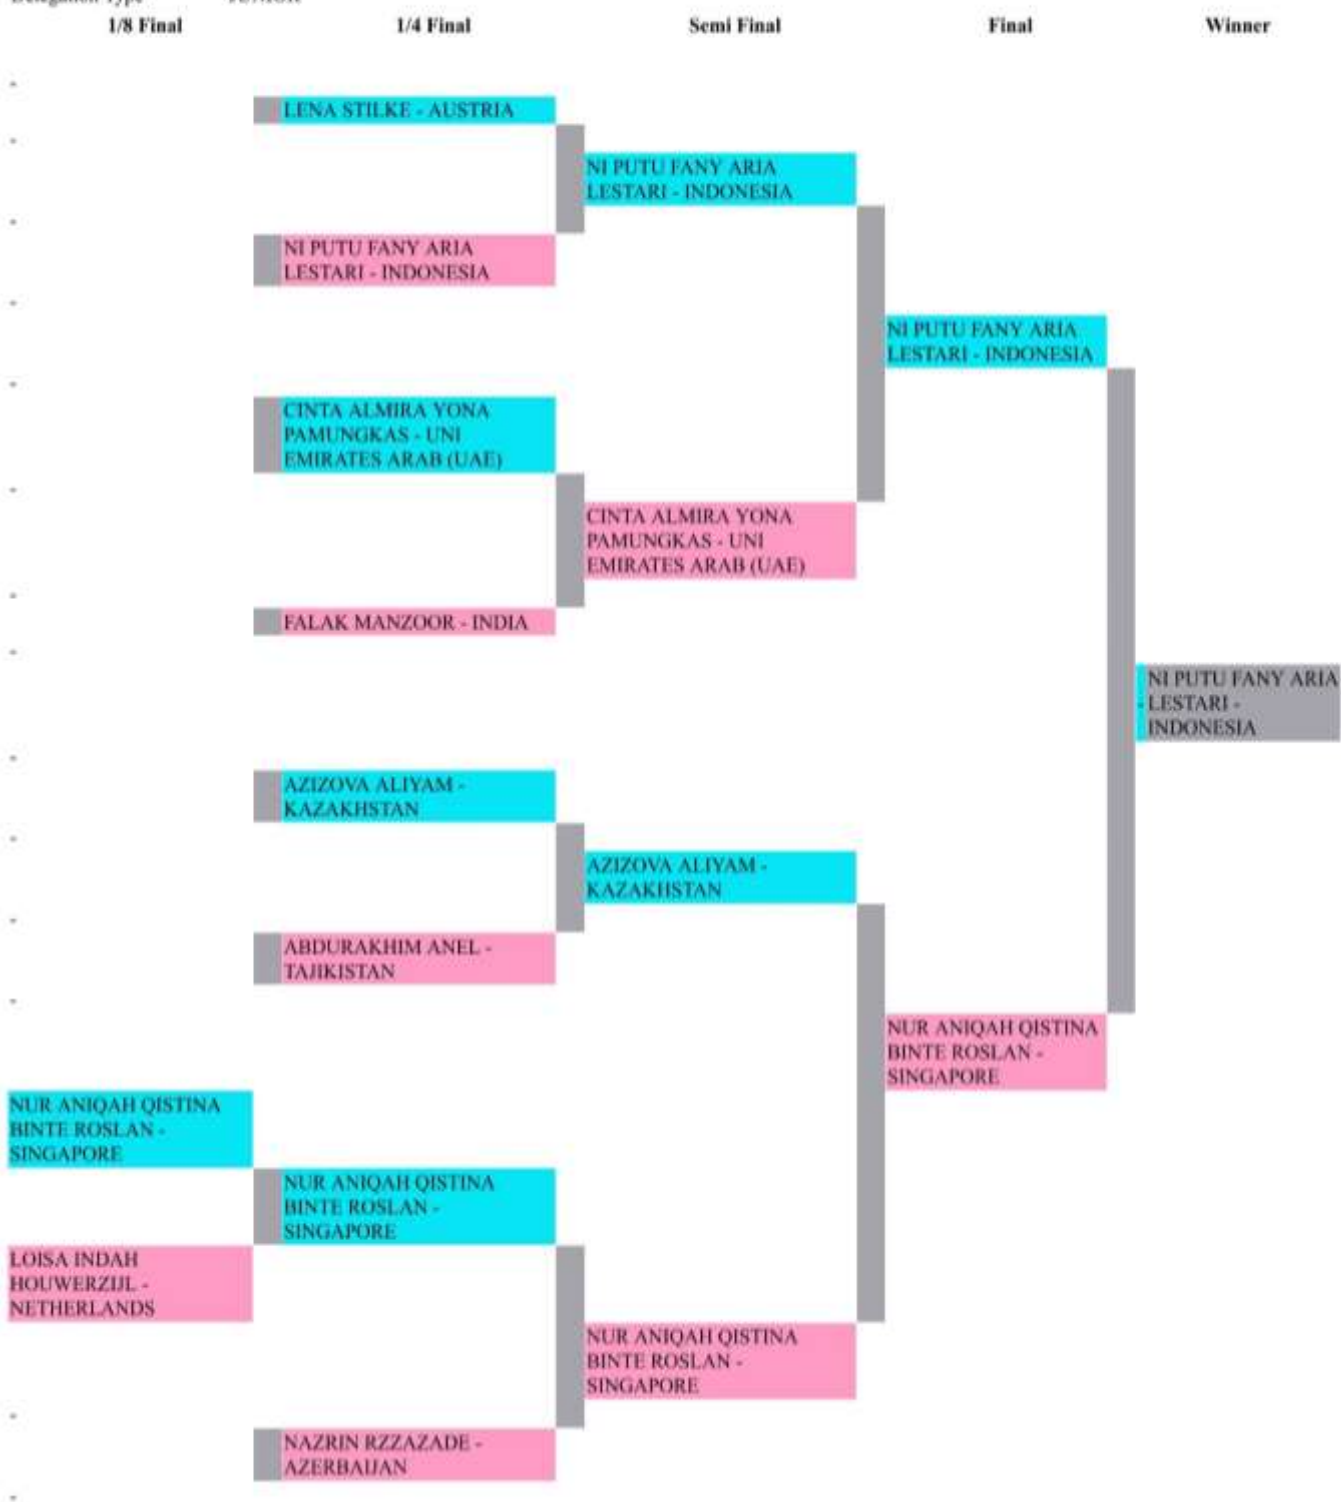 1/8 Final 1/4 Final Semi Final Final Winner
-
LENA STILKE - AUSTRIA
-
NI PUTU FANY ARIA
LESTARI - INDONESIA
-
NI PUTU FANY ARIA
LESTARI - INDONESIA
-
NI PUTU FANY ARIA
LESTARI - INDONESIA
-
CINTA ALMIRA YONA
PAMUNGKAS - UNI
EMIRATES ARAB (UAE)
-
CINTA ALMIRA YONA
PAMUNGKAS - UNI
EMIRATES ARAB (UAE)
-
FALAK MANZOOR - INDIA
-
NI PUTU FANY ARIA
- LESTARI -
INDONESIA
-
AZIZOVA ALIYAM -
KAZAKHSTAN
-
AZIZOVA ALIYAM -
KAZAKHSTAN
-
ABDURAKHIM ANEL -
TAJIKISTAN
-
NUR ANIQAH QISTINA
BINTE ROSLAN -
SINGAPORE
NUR ANIQAH QISTINA
BINTE ROSLAN -
SINGAPORE
NUR ANIQAH QISTINA
BINTE ROSLAN -
SINGAPORE
LOISA INDAH
HOUWERZIJL -
NETHERLANDS
NUR ANIQAH QISTINA
BINTE ROSLAN -
SINGAPORE
-
NAZRIN RZZAZADE -
AZERBAIJAN
-